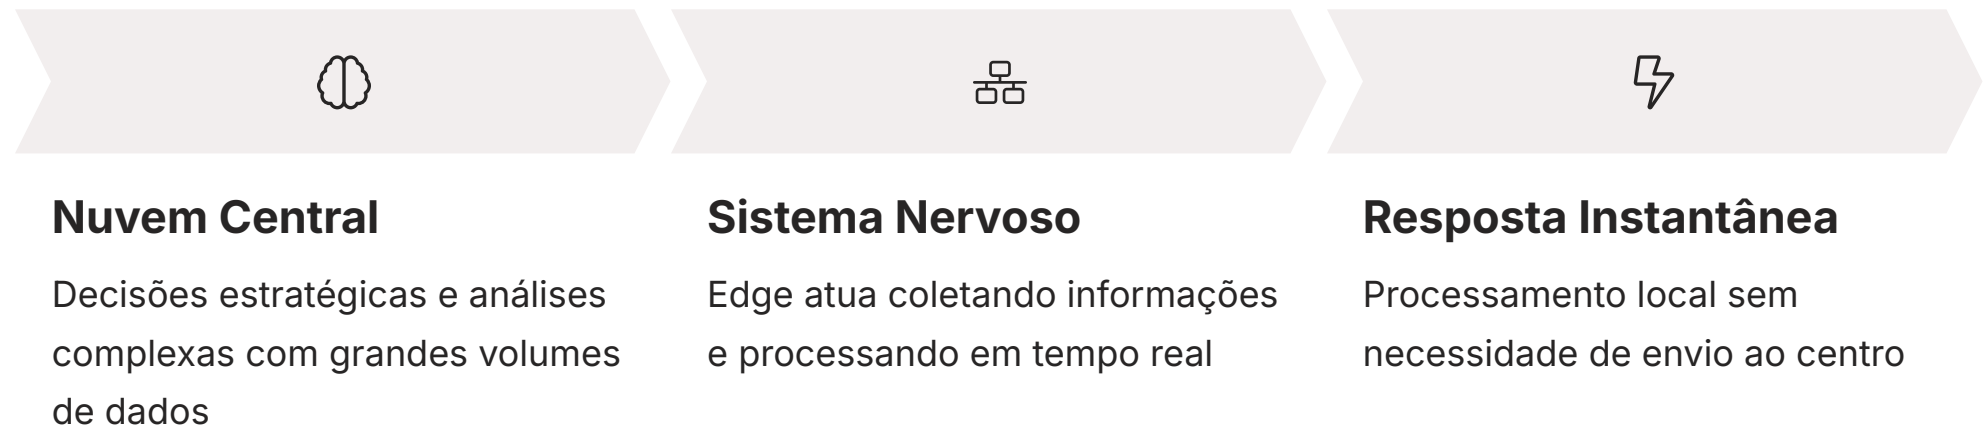 Nuvem Central
Decisões estratégicas e análises
complexas com grandes volumes
de dados
Sistema Nervoso
Edge atua coletando informações
e processando em tempo real
Resposta Instantânea
Processamento local sem
necessidade de envio ao centro